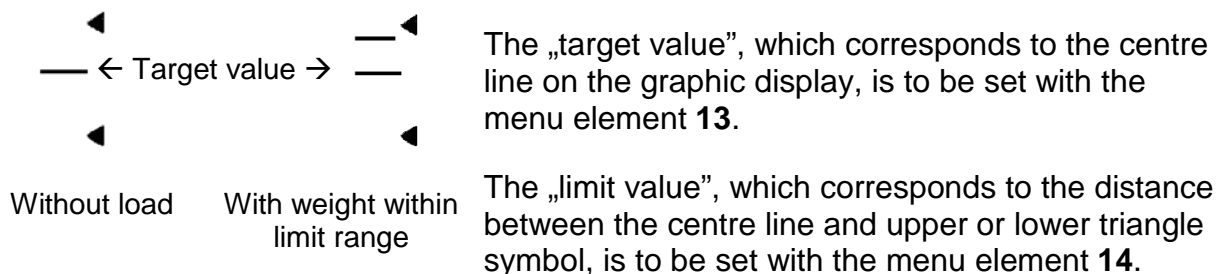 ← Target value →
Without load
With weight within
limit range
The „target value”, which corresponds to the centre
line on the graphic display, is to be set with the
menu element 13.
The „limit value”, which corresponds to the distance
between the centre line and upper or lower triangle
symbol, is to be set with the menu element 14.